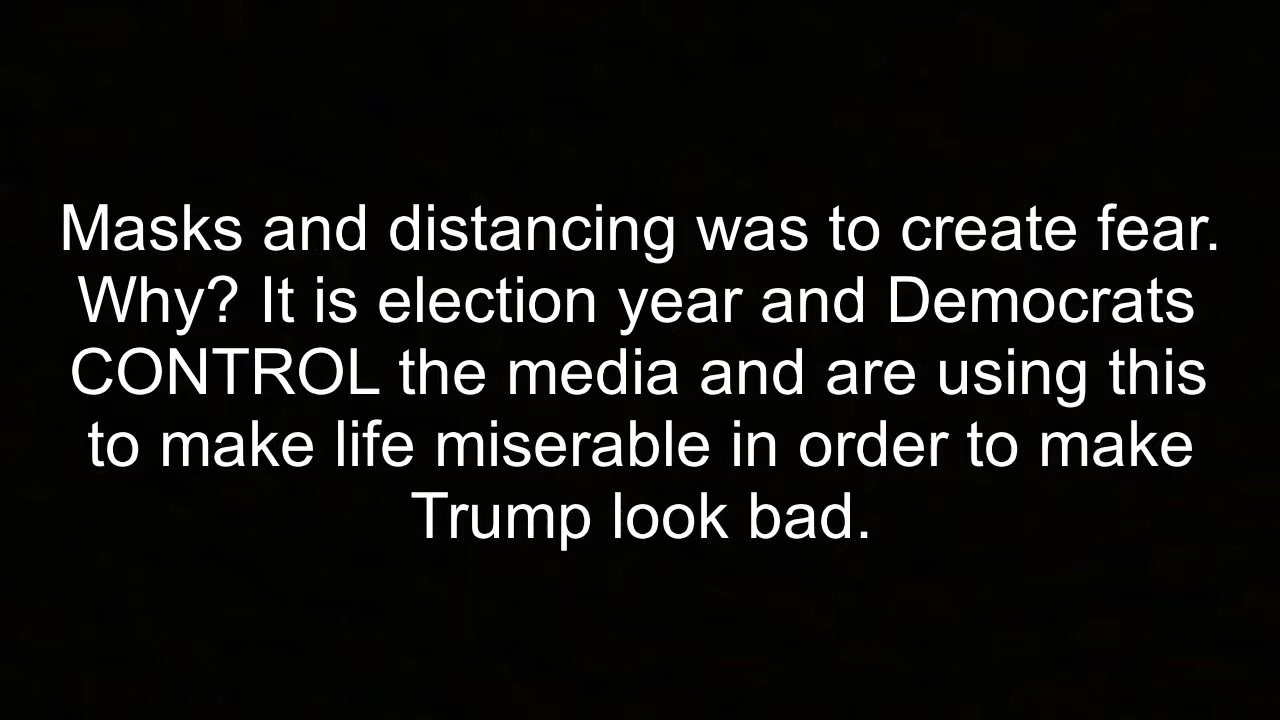 Masks and distancing was to create fear.
Why? It is election year and Democrats
CONTROL the media and are using this
to make life miserable in order to make
Trump look bad.